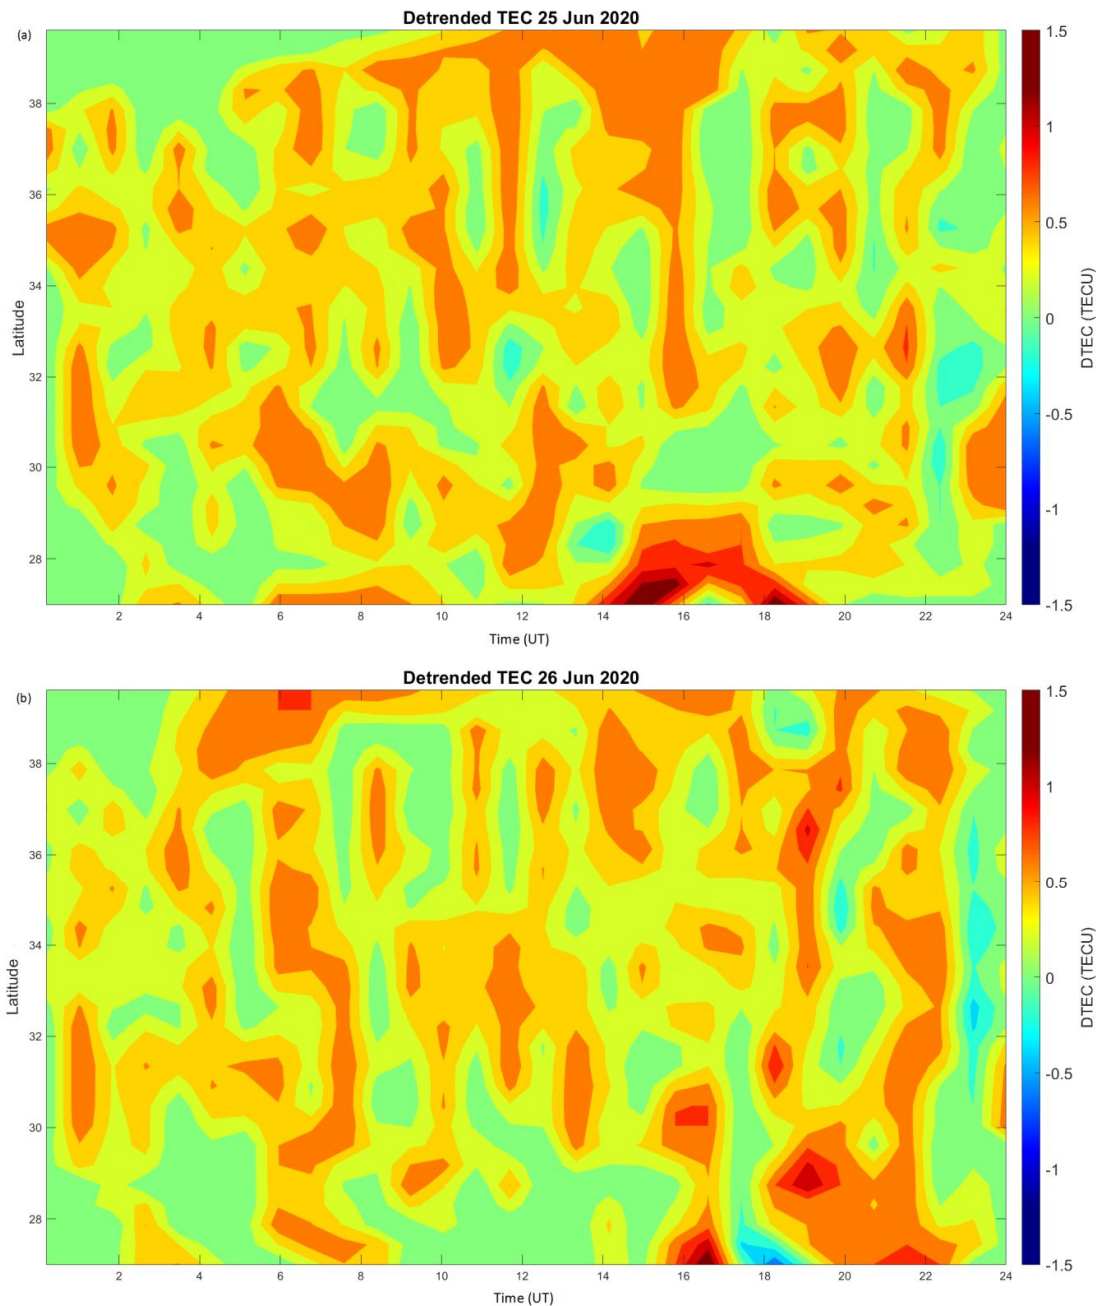 Detrended TEC 25 Jun 2020
(a)
38
36
34
32
30
28
Latitude
2 4 6 8 10 12 14 16 18 20 22 24
Time (UT)
1.5
1
0.5
0
-0.5
-1
-1.5
DTEC (TECU)
Detrended TEC 26 Jun 2020
(b)
38
36
34
32
30
28
Latitude
2 4 6 8 10 12 14 16 18 20 22 24
Time (UT)
1.5
1
0.5
0
-0.5
-1
-1.5
DTEC (TECU)